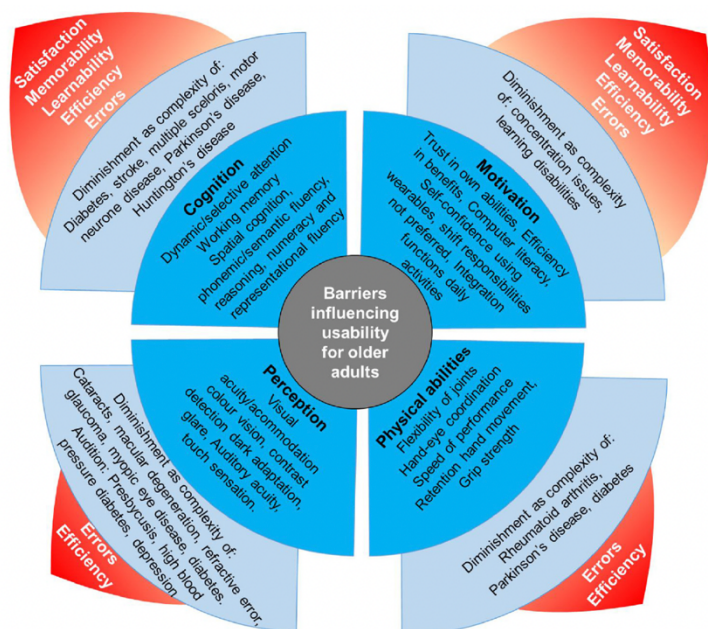 Satisfaction
Memorability
Learnability
Efficiency
Errors
Diminishment as complexity of:
Diabetes, stroke, multiple sceloris, motor
neurone disease, Parkinson's disease,
Huntington's disease
Cognition
Dynamic/selective attention
Working memory
Spatial cognition,
phonemic/semantic fluency,
reasoning, numeracy and
representational fluency
Satisfaction
Memorability
Learnability
Efficiency
Errors
Diminishment as complexity
of: concentration issues,
learning disabilities
Motivation
Trust in own abilities, Efficiency
in benefits, Computer literacy,
Self-confidence using
wearables, shift responsibilities
not preferred, Integration
functions daily
activities
Barriers
influencing
usability
for older
adults
Perception
Visual
acuity/accommodation
colour vision, contrast
detection dark adaptation,
glare. Auditory acuity,
touch sensation.
Diminishment as complexity of:
Cataracts, macular degeneration, refractive error,
glaucoma, myopic eye disease, diabetes.
Audition: Presbycusis, high blood
pressure diabetes, depression
Errors
Efficiency
Physical abilities
Flexibility of joints
Hand-eye coordination
Speed of performance
Retention hand movement,
Grip strength
Diminishment as complexity of:
Rheumatoid arthritis,
Parkinson's disease, diabetes
Errors
Efficiency